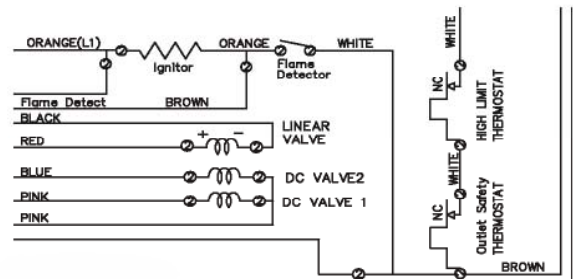 ORANGE(L1)
Ignitor
ORANGE
Flame
Detector
WHITE
Flame Detect
BROWN
BLACK
RED
+
-
LINEAR
VALVE
BLUE
DC VALVE2
PINK
DC VALVE 1
PINK
WHITE
NC
HIGH LIMIT
THERMOSTAT
WHITE
NC
Outlet Safety
THERMOSTAT
BROWN